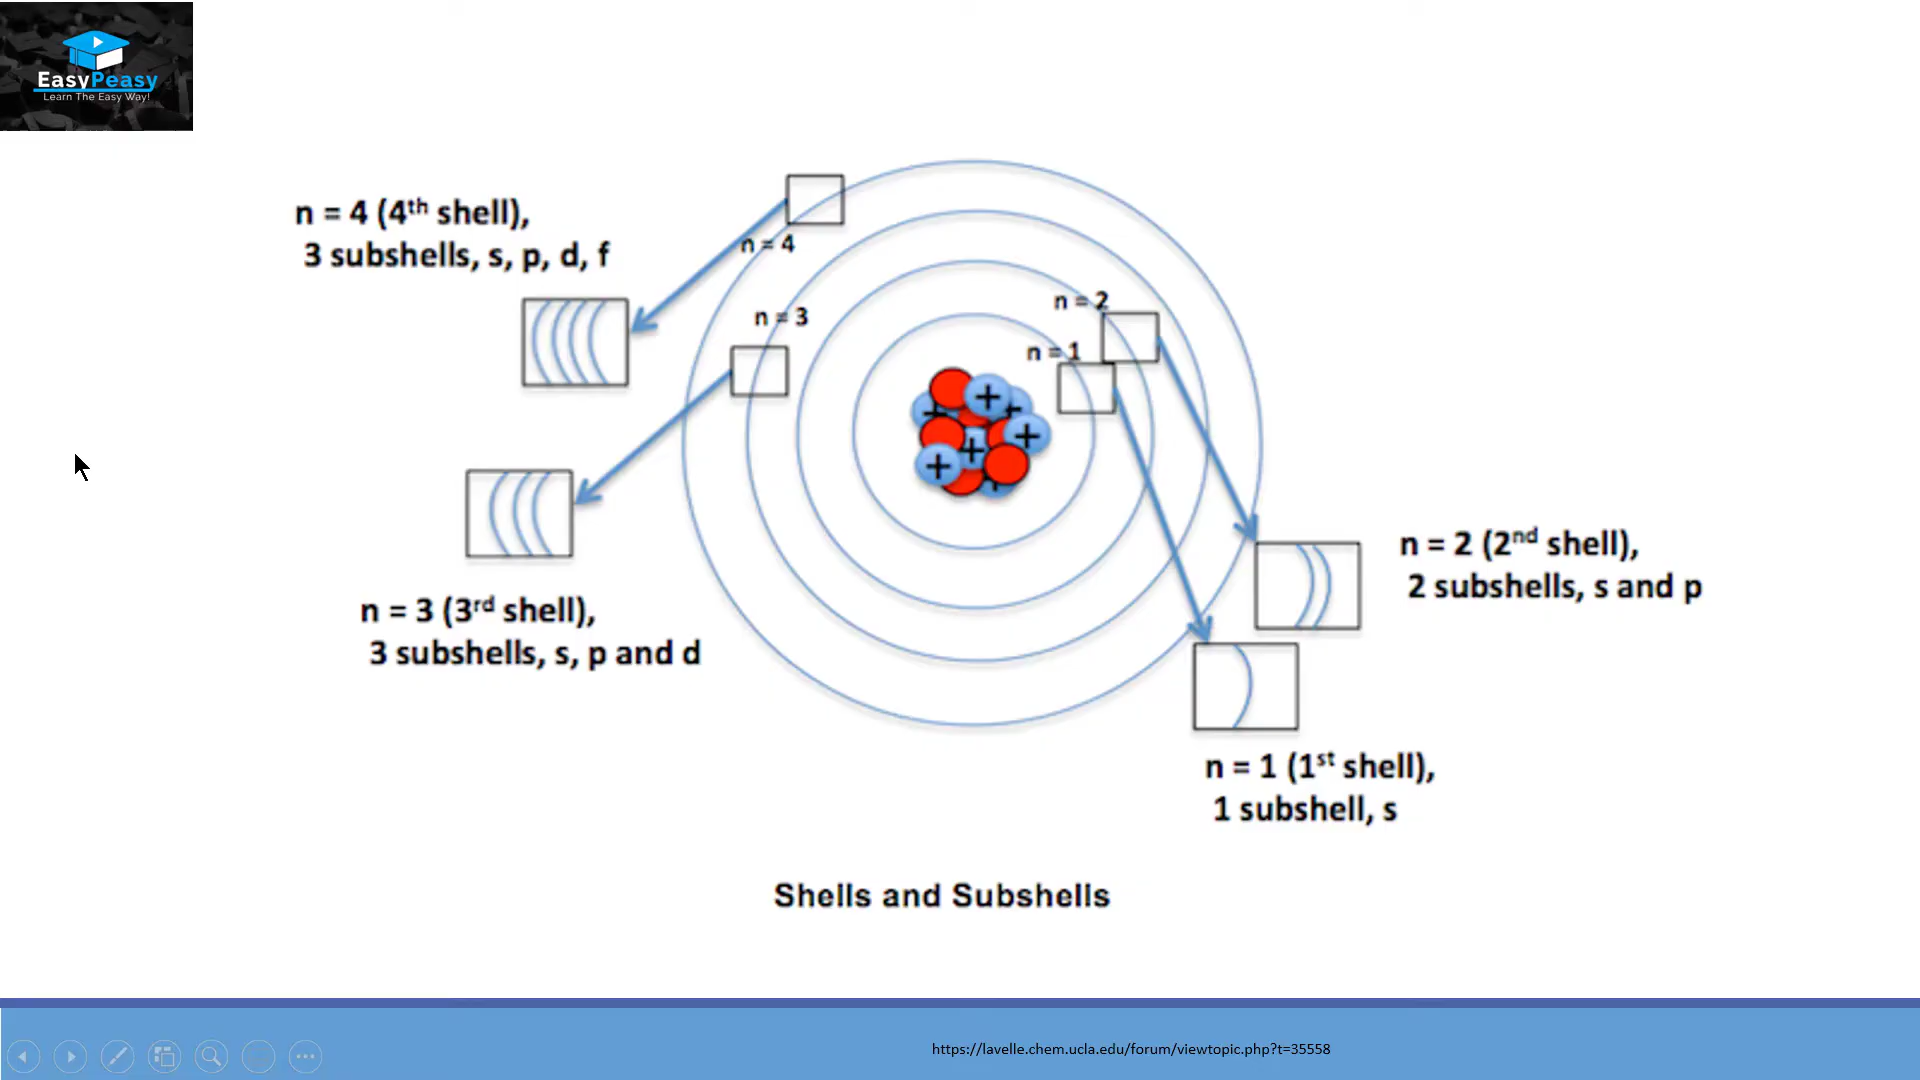 EasyPeasy
Learn The Easy Way!
n = 4 (4th shell),
3 subshells, s, p, d, f
n = 4
n = 3
n = 2
n = 1
+ + + + + + +
n = 3 (3rd shell),
3 subshells, s, p and d
n = 2 (2nd shell),
2 subshells, s and p
n = 1 (1st shell),
1 subshell, s
Shells and Subshells
https://lavelle.chem.ucla.edu/forum/viewtopic.php?t=35558